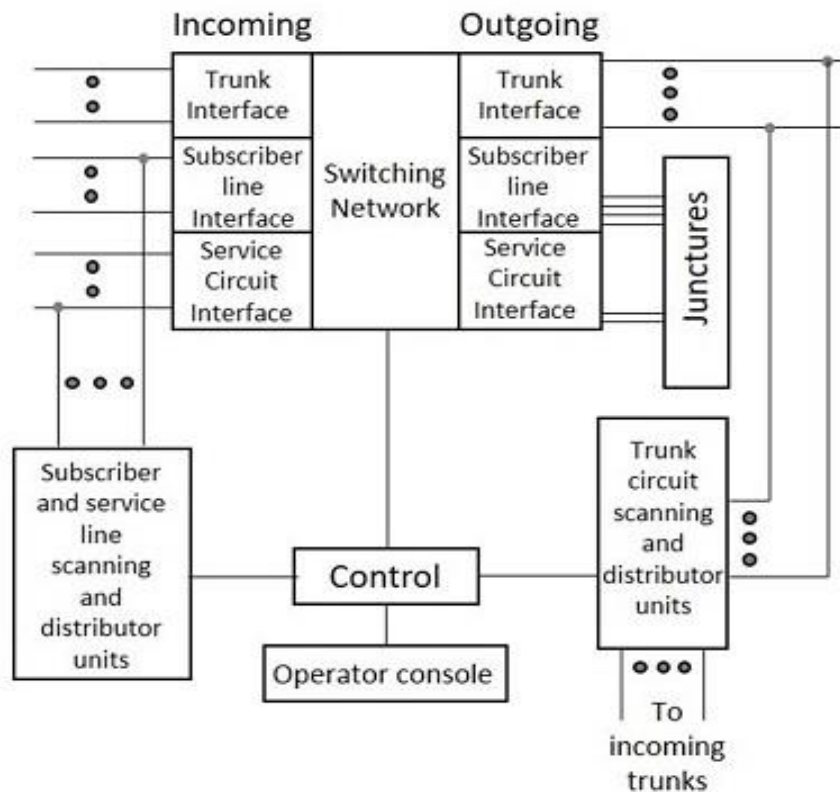 Incoming
Outgoing
Trunk
Interface
Subscriber
line
Interface
Service
Circuit
Interface
Switching
Network
Trunk
Interface
Subscriber
line
Interface
Service
Circuit
Interface
Junctures
Subscriber
and service
line
scanning
and
distributor
units
Control
Operator console
Trunk
circuit
scanning
and
distributor
units
To
incoming
trunks